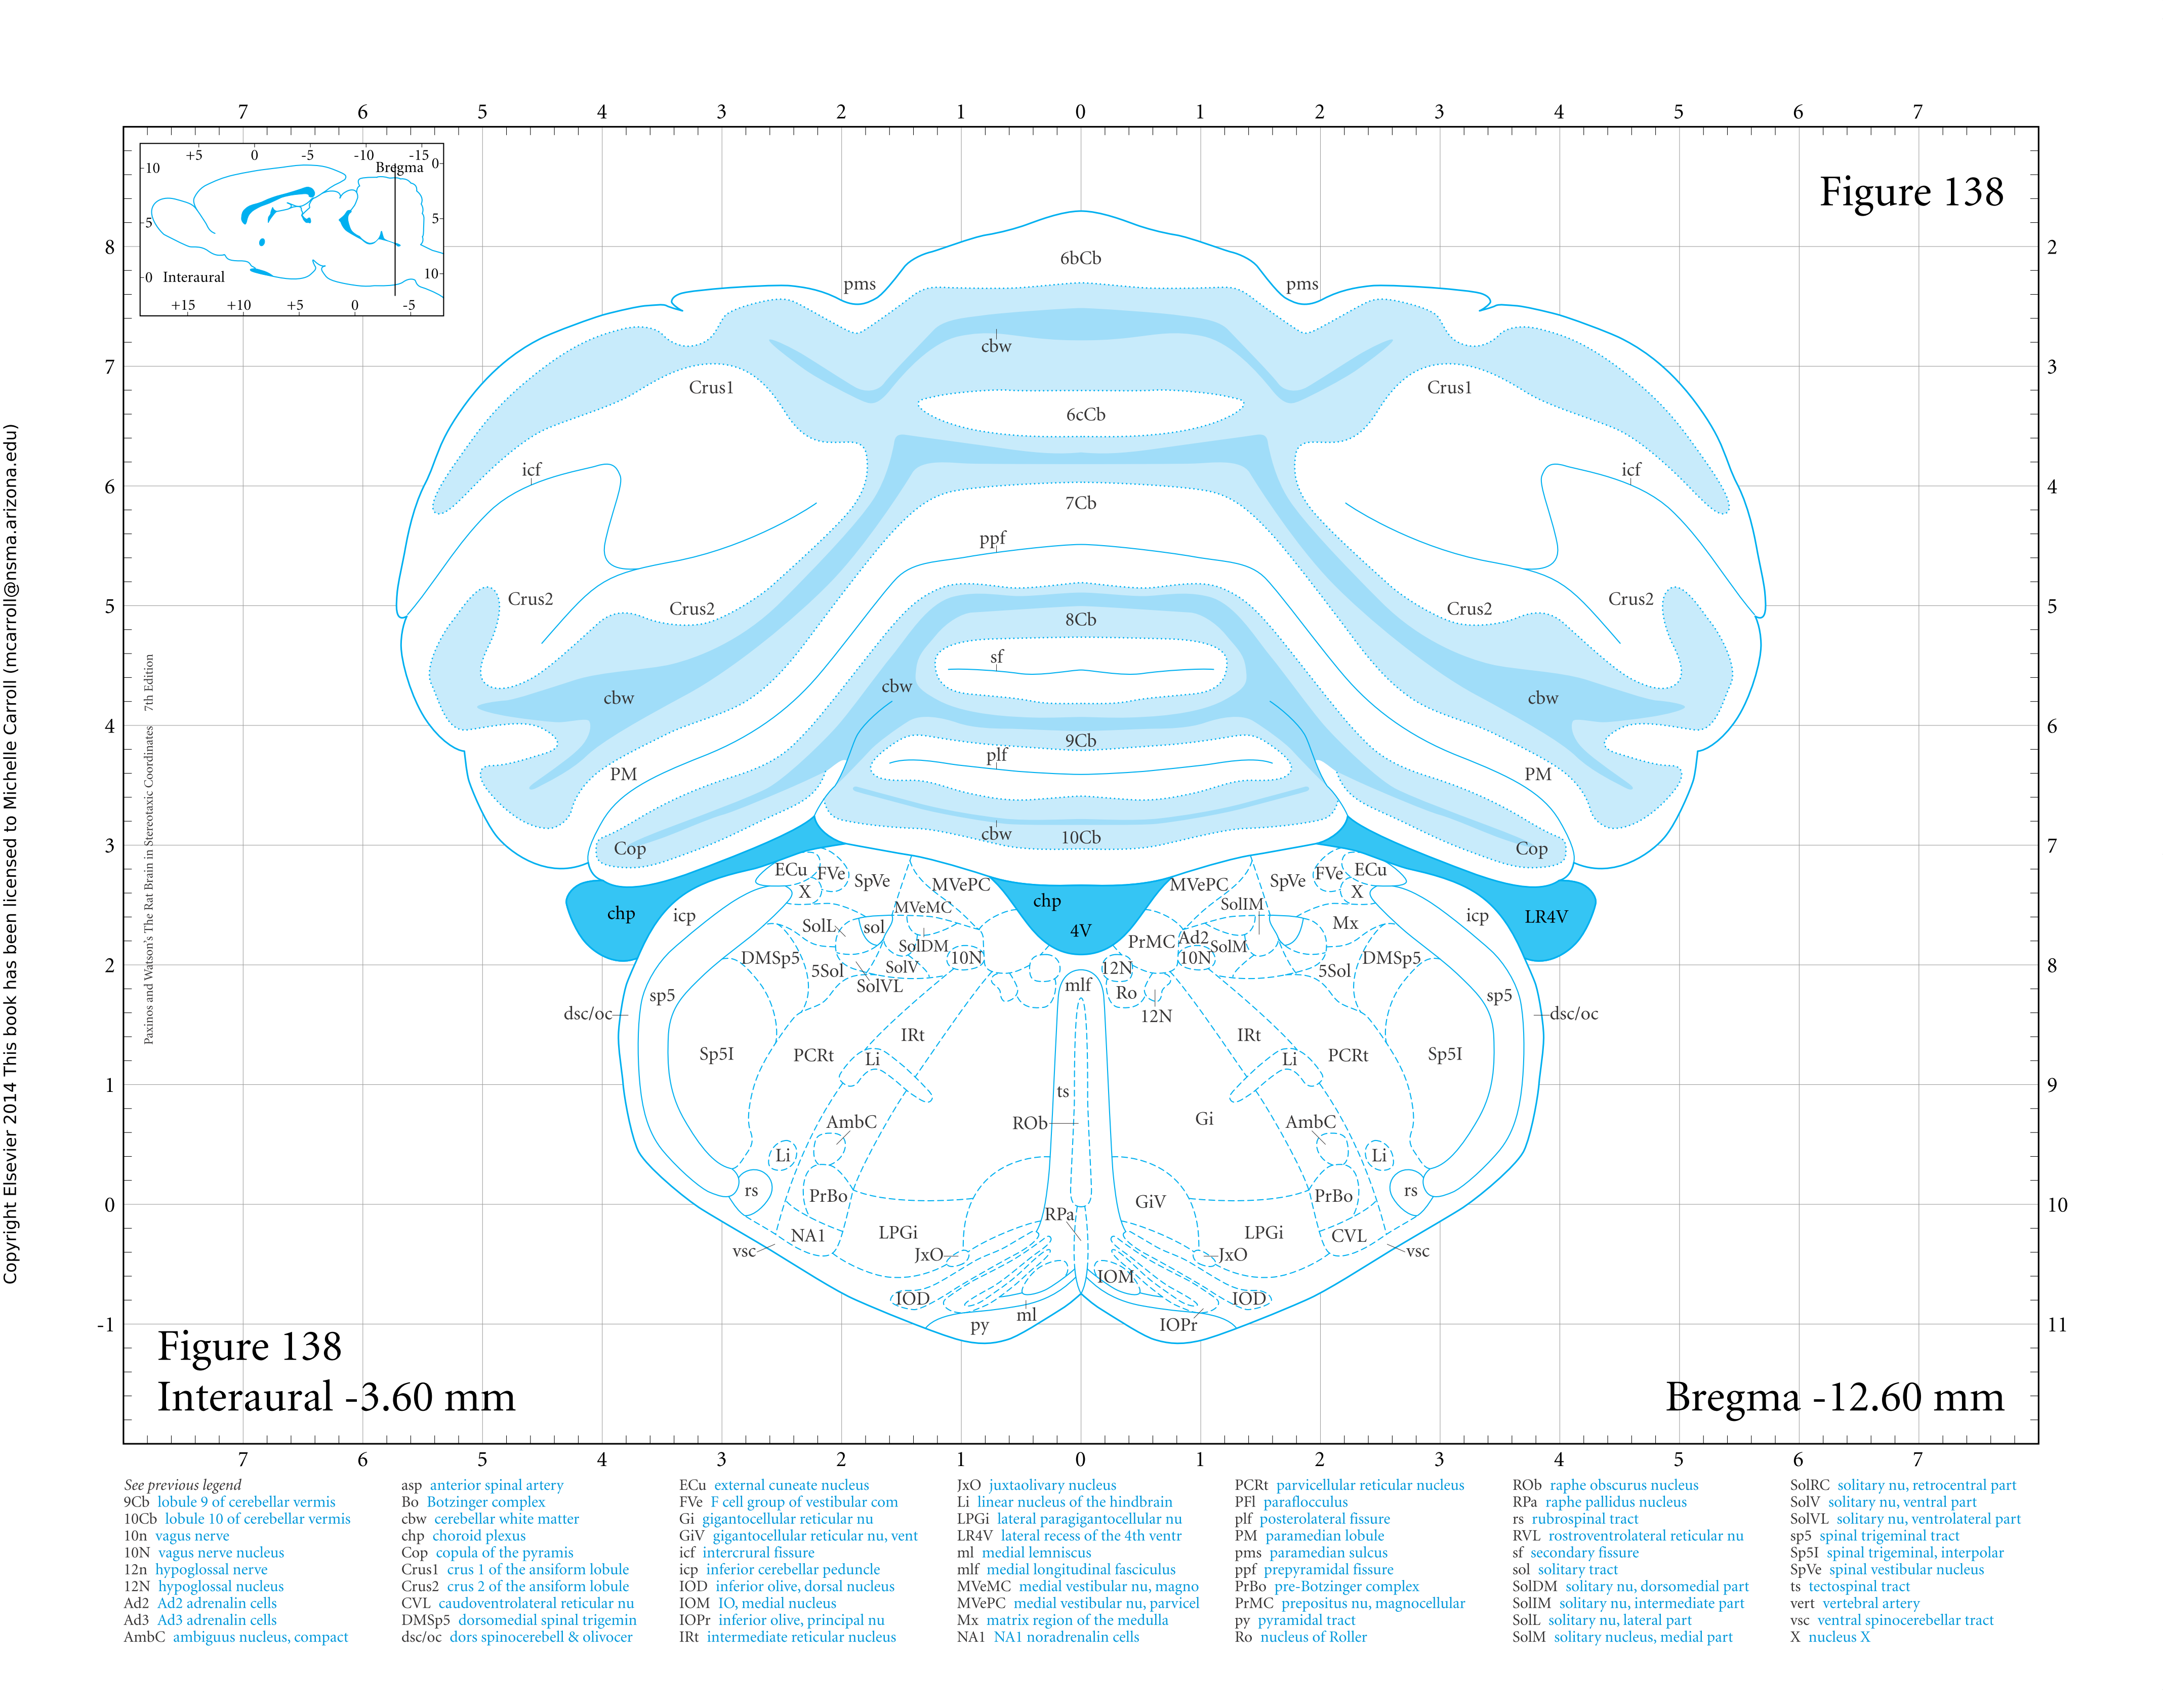 7 6 5 4 3 2 1 0 1 2 3 4 5 6 7
+5 0 -5 -10 -15
Bregma 0
10
5 5
0 Interaural 10
+15 +10 +5 0 -5
Figure 138
8 2
7 3
6 4
5 5
4 6
3 7
2 8
1 9
0 10
-1 11
6bCb
pms pms
cbw
Crus1 Crus1
6cCb
icf icf
7Cb
ppf
Crus2 Crus2
Crus2 Crus2
8Cb
sf
cbw
cbw cbw
9Cb
plf
PM PM
cbw 10Cb
Cop Cop
ECu FVe SpVe MVePC MVePC SpVe FVe ECu
X X
chp icp MVeMC chp SolIM icp LR4V
SolL sol 4V Mx
SolDM PrMC Ad2 SolM
DMSp5 10N 10N DMSp5
5Sol SolV 12N 5Sol
SolVL mlf
sp5 Ro sp5
dsc/oc 12N dsc/oc
IRt IRt
Sp5I PCRt Li Li PCRt Sp5I
ts
ROb Gi
AmbC AmbC
Li Li
rs PrBo GiV PrBo rs
RPa
NA1 LPGi LPGi CVL
vsc JxO JxO vsc
IOM
IOD IOD
ml
py IOPr
Figure 138
Interaural -3.60 mm
Bregma -12.60 mm
7 6 5 4 3 2 1 0 1 2 3 4 5 6 7
Copyright Elsevier 2014 This book has been licensed to Michelle Carroll (mcarroll@nsma.arizona.edu)
Paxinos and Watson's The Rat Brain in Stereotaxic Coordinates 7th Edition
See previous legend
9Cb lobule 9 of cerebellar vermis
10Cb lobule 10 of cerebellar vermis
10n vagus nerve
10N vagus nerve nucleus
12n hypoglossal nerve
12N hypoglossal nucleus
Ad2 Ad2 adrenalin cells
Ad3 Ad3 adrenalin cells
AmbC ambiguus nucleus, compact
asp anterior spinal artery
Bo Botzinger complex
cbw cerebellar white matter
chp choroid plexus
Cop copula of the pyramis
Crus1 crus 1 of the ansiform lobule
Crus2 crus 2 of the ansiform lobule
CVL caudoventrolateral reticular nu
DMSp5 dorsomedial spinal trigemin
dsc/oc dors spinocerebell & olivocer
ECu external cuneate nucleus
FVe F cell group of vestibular com
Gi gigantocellular reticular nu
GiV gigantocellular reticular nu, vent
icf intercrural fissure
icp inferior cerebellar peduncle
IOD inferior olive, dorsal nucleus
IOM IO, medial nucleus
IOPr inferior olive, principal nu
IRt intermediate reticular nucleus
JxO juxtaolivary nucleus
Li linear nucleus of the hindbrain
LPGi lateral paragigantocellular nu
LR4V lateral recess of the 4th ventr
ml medial lemniscus
mlf medial longitudinal fasciculus
MVeMC medial vestibular nu, magno
MVePC medial vestibular nu, parvicel
Mx matrix region of the medulla
NA1 NA1 noradrenalin cells
PCRt parvicellular reticular nucleus
PFl paraflocculus
plf posterolateral fissure
PM paramedian lobule
pms paramedian sulcus
ppf prepyramidal fissure
PrBo pre-Botzinger complex
PrMC prepositus nu, magnocellular
py pyramidal tract
Ro nucleus of Roller
ROb raphe obscurus nucleus
RPa raphe pallidus nucleus
rs rubrospinal tract
RVL rostroventrolateral reticular nu
sf secondary fissure
sol solitary tract
SolDM solitary nu, dorsomedial part
SolIM solitary nu, intermediate part
SolL solitary nu, lateral part
SolM solitary nucleus, medial part
SolRC solitary nu, retrocentral part
SolV solitary nu, ventral part
SolVL solitary nu, ventrolateral part
sp5 spinal trigeminal tract
Sp5I spinal trigeminal, interpolar
SpVe spinal vestibular nucleus
ts tectospinal tract
vert vertebral artery
vsc ventral spinocerebellar tract
X nucleus X